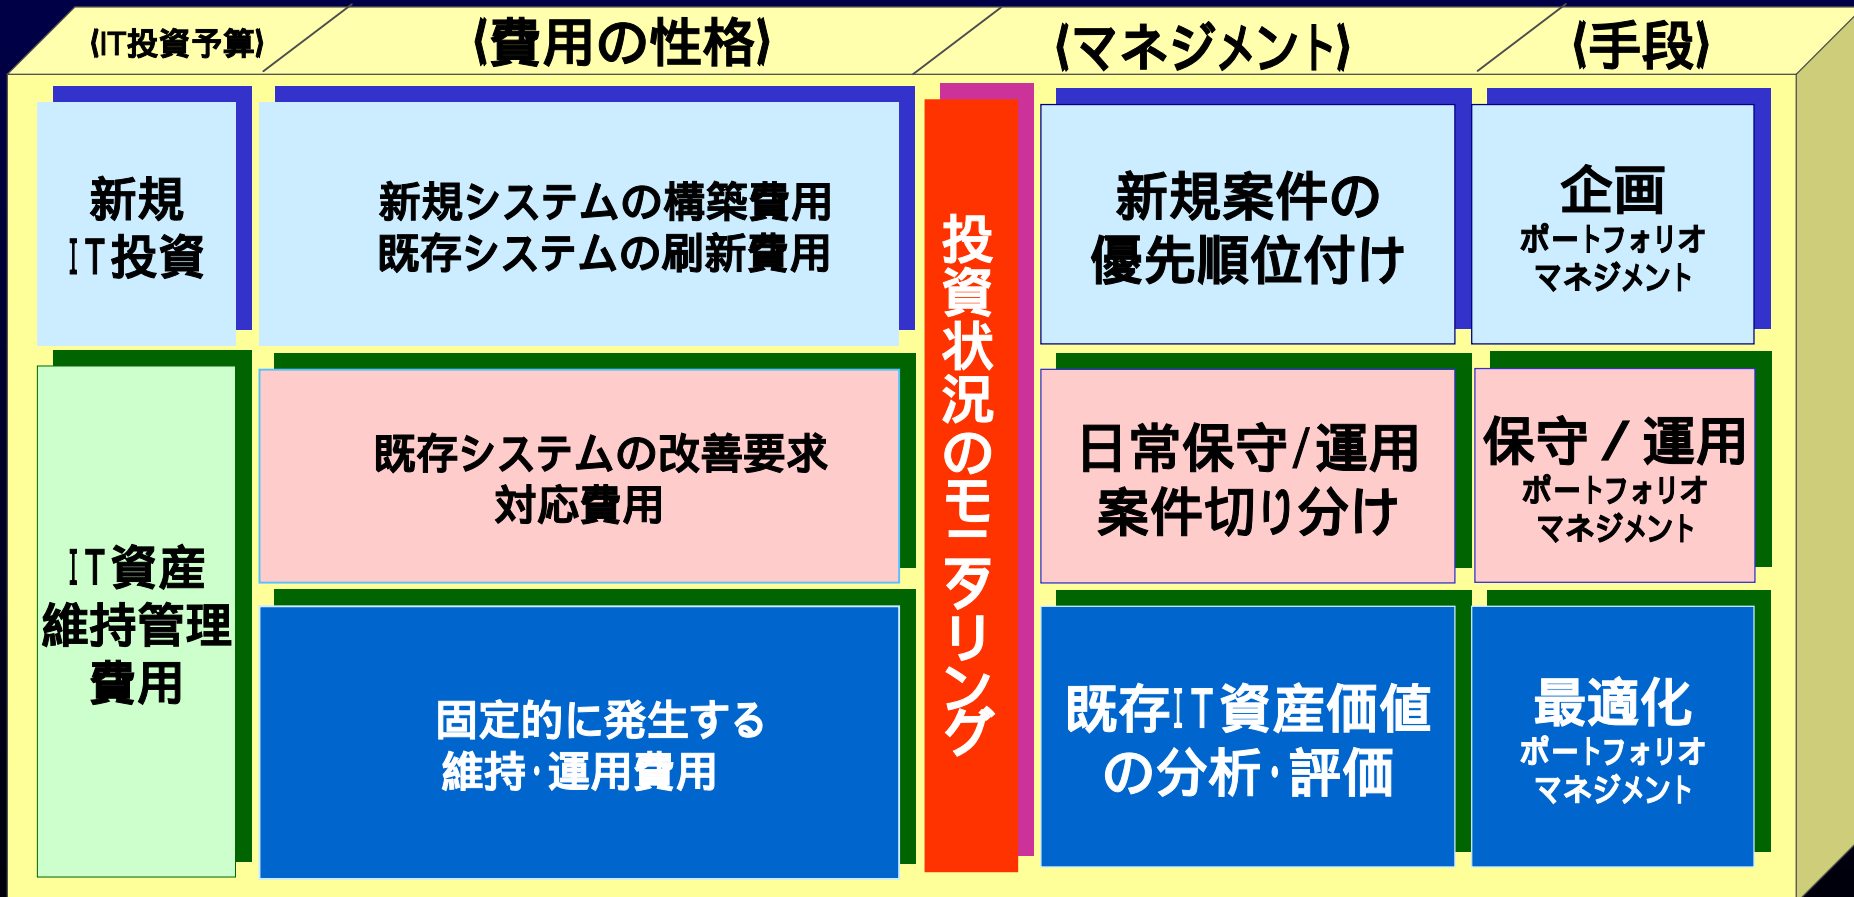 (IT投資予算)
(費用の性格)
(マネジメント)
(手段)
新規
IT投資
新規システムの構築費用
既存システムの刷新費用
投資状況のモニタリング
新規案件の
優先順位付け
企画
ポートフォリオ
マネジメント
IT資産
維持管理
費用
既存システムの改善要求
対応費用
日常保守/運用
案件切り分け
保守/運用
ポートフォリオ
マネジメント
固定的に発生する
維持・運用費用
既存IT資産価値
の分析・評価
最適化
ポートフォリオ
マネジメント